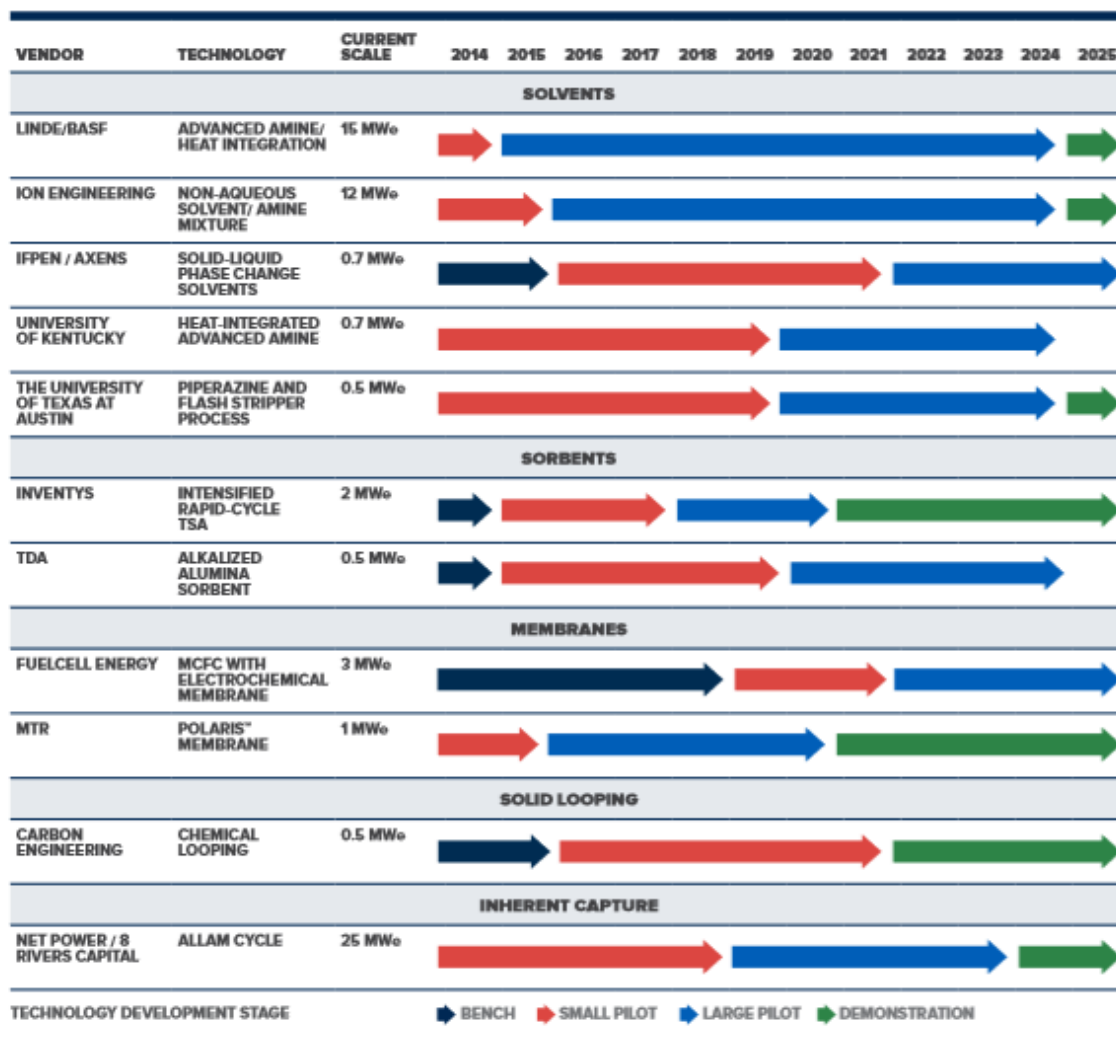 VENDOR TECHNOLOGY CURRENT SCALE 2014 2015 2016 2017 2018 2019 2020 2021 2022 2023 2024 2025
SOLVENTS
LINDE/BASF ADVANCED AMINE/ 15 MWe
HEAT INTEGRATION
ION ENGINEERING NON-AQUEOUS 12 MWe
SOLVENT/ AMINE
MIXTURE
IFPEN / AXENS SOLID-LIQUID 0.7 MWe
PHASE CHANGE
SOLVENTS
UNIVERSITY HEAT-INTEGRATED 0.7 MWe
OF KENTUCKY ADVANCED AMINE
THE UNIVERSITY PIPERAZINE AND 0.5 MWe
OF TEXAS AT FLASH STRIPPER
AUSTIN PROCESS
SORBENTS
INVENTYS INTENSIFIED 2 MWe
RAPID-CYCLE
TSA
TDA ALKALIZED 0.5 MWe
ALUMINA
SORBENT
MEMBRANES
FUELCELL ENERGY MCFC WITH 3 MWe
ELECTROCHEMICAL
MEMBRANE
MTR POLARIS™ 1 MWe
MEMBRANE
SOLID LOOPING
CARBON CHEMICAL 0.5 MWe
ENGINEERING LOOPING
INHERENT CAPTURE
NET POWER / 8 ALLAM CYCLE 25 MWe
RIVERS CAPITAL
TECHNOLOGY DEVELOPMENT STAGE BENCH SMALL PILOT LARGE PILOT DEMONSTRATION